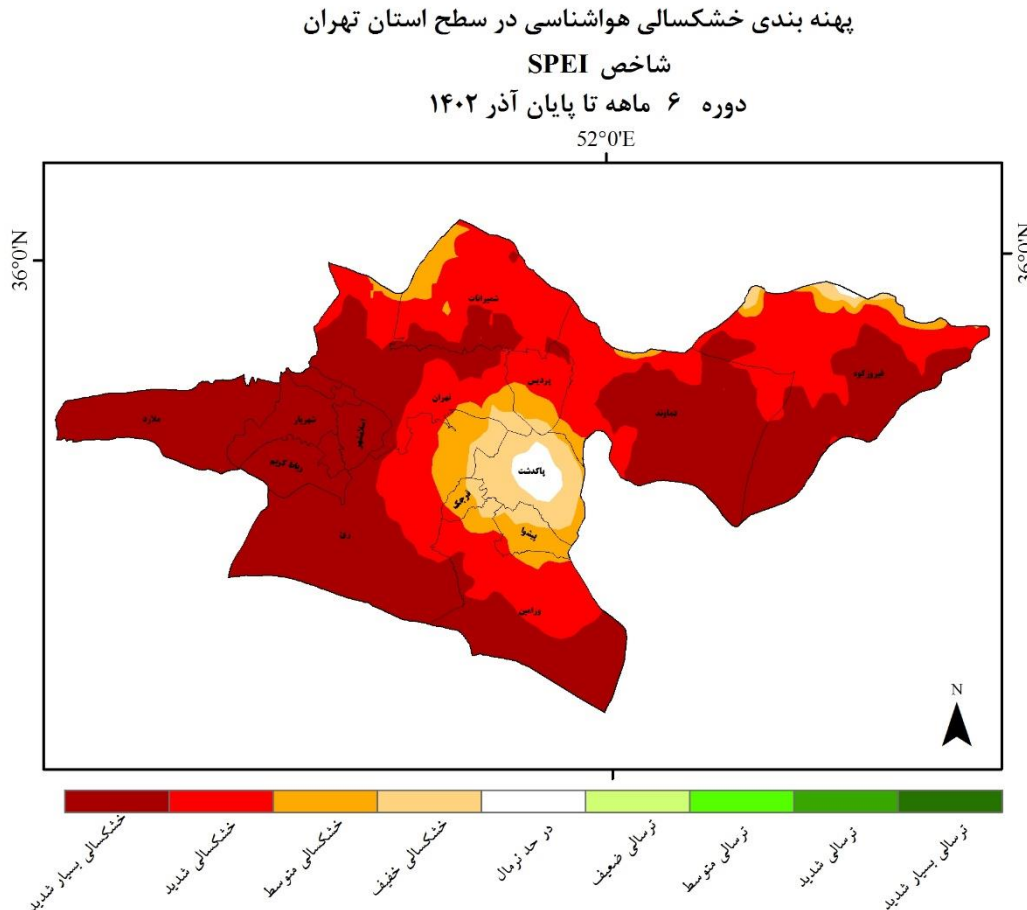 پهنه بندی خشکسالی هواشناسی در سطح استان تهران
شاخص SPEI
دوره ۶ ماهه تا پایان آذر ۱۴۰۲
52°0'E
36°0'N
36°0'N
شمیرانات
فیروزکوه
پردیس
دماوند
تهران
ملارد
شهریار
بهارستان
رباط کریم
پاکدشت
قرچک
پیشوا
ری
ورامین
N
خشکسالی بسیار شدید
خشکسالی شدید
خشکسالی متوسط
خشکسالی خفیف
در حد نرمال
ترسالی ضعیف
ترسالی متوسط
ترسالی شدید
ترسالی بسیار شدید